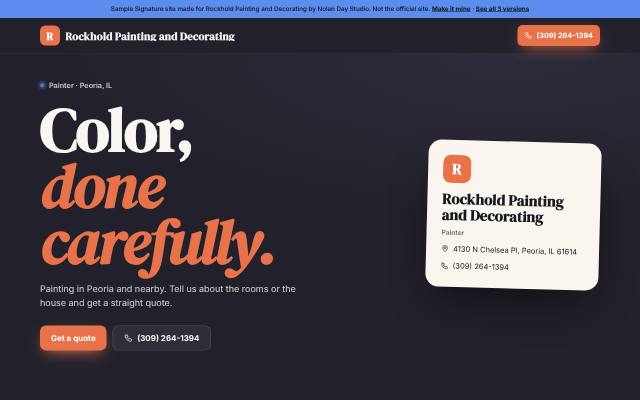 Sample Signature site made for Rockhold Painting and Decorating by Nolan Day Studio. Not the official site. Make it mine · See all 3 versions
R Rockhold Painting and Decorating
(309) 264-1394
Painter · Peoria, IL
Color,
done
carefully.
Painting in Peoria and nearby. Tell us about the rooms or the
house and get a straight quote.
Get a quote
(309) 264-1394
R
Rockhold Painting
and Decorating
Painter
4130 N Chelsea Pl, Peoria, IL 61614
(309) 264-1394